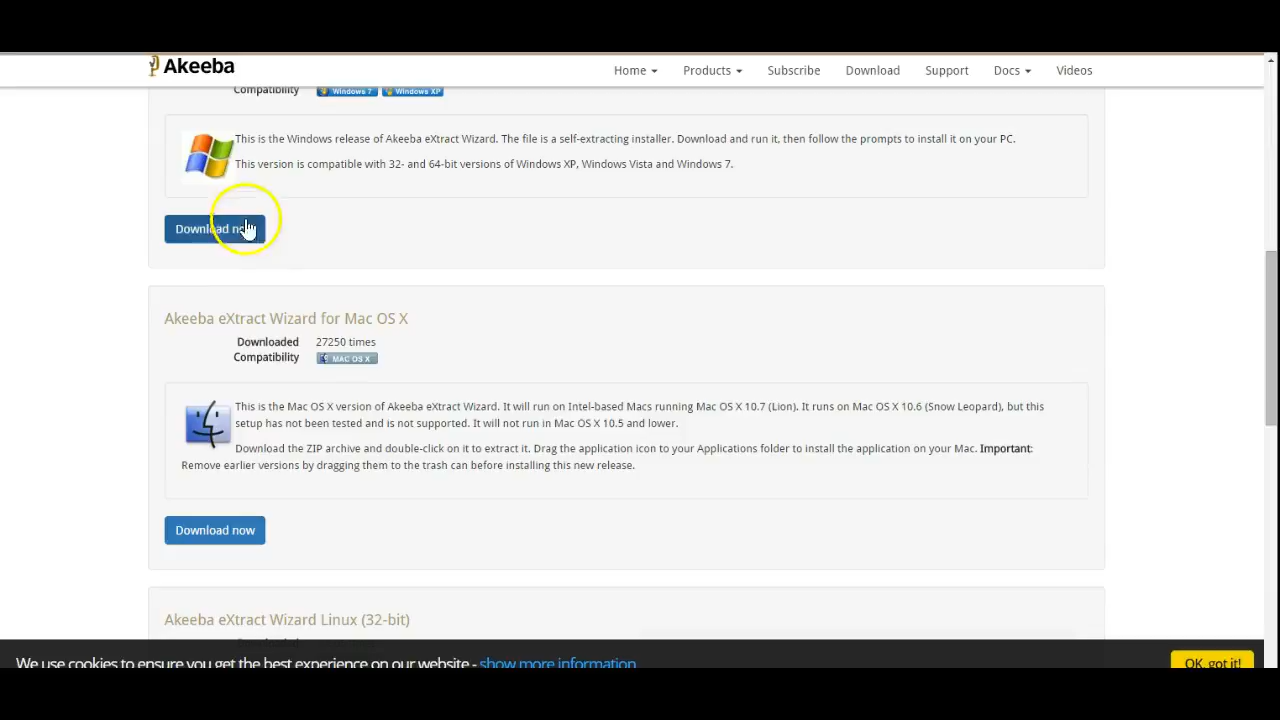 Akeeba
Home Products Subscribe Download Support Docs Videos
Compatibility Windows 7 Windows XP
This is the Windows release of Akeeba eXtract Wizard. The file is a self-extracting installer. Download and run it, then follow the prompts to install it on your PC.
This version is compatible with 32- and 64-bit versions of Windows XP, Windows Vista and Windows 7.
Download now
Akeeba eXtract Wizard for Mac OS X
Downloaded 27250 times
Compatibility MAC OS X
This is the Mac OS X version of Akeeba eXtract Wizard. It will run on Intel-based Macs running Mac OS X 10.7 (Lion). It runs on Mac OS X 10.6 (Snow Leopard), but this
setup has not been tested and is not supported. It will not run in Mac OS X 10.5 and lower.
Download the ZIP archive and double-click on it to extract it. Drag the application icon to your Applications folder to install the application on your Mac. Important:
Remove earlier versions by dragging them to the trash can before installing this new release.
Download now
Akeeba eXtract Wizard Linux (32-bit)
We use cookies to ensure you get the best experience on our website - show more information
OK, got it!